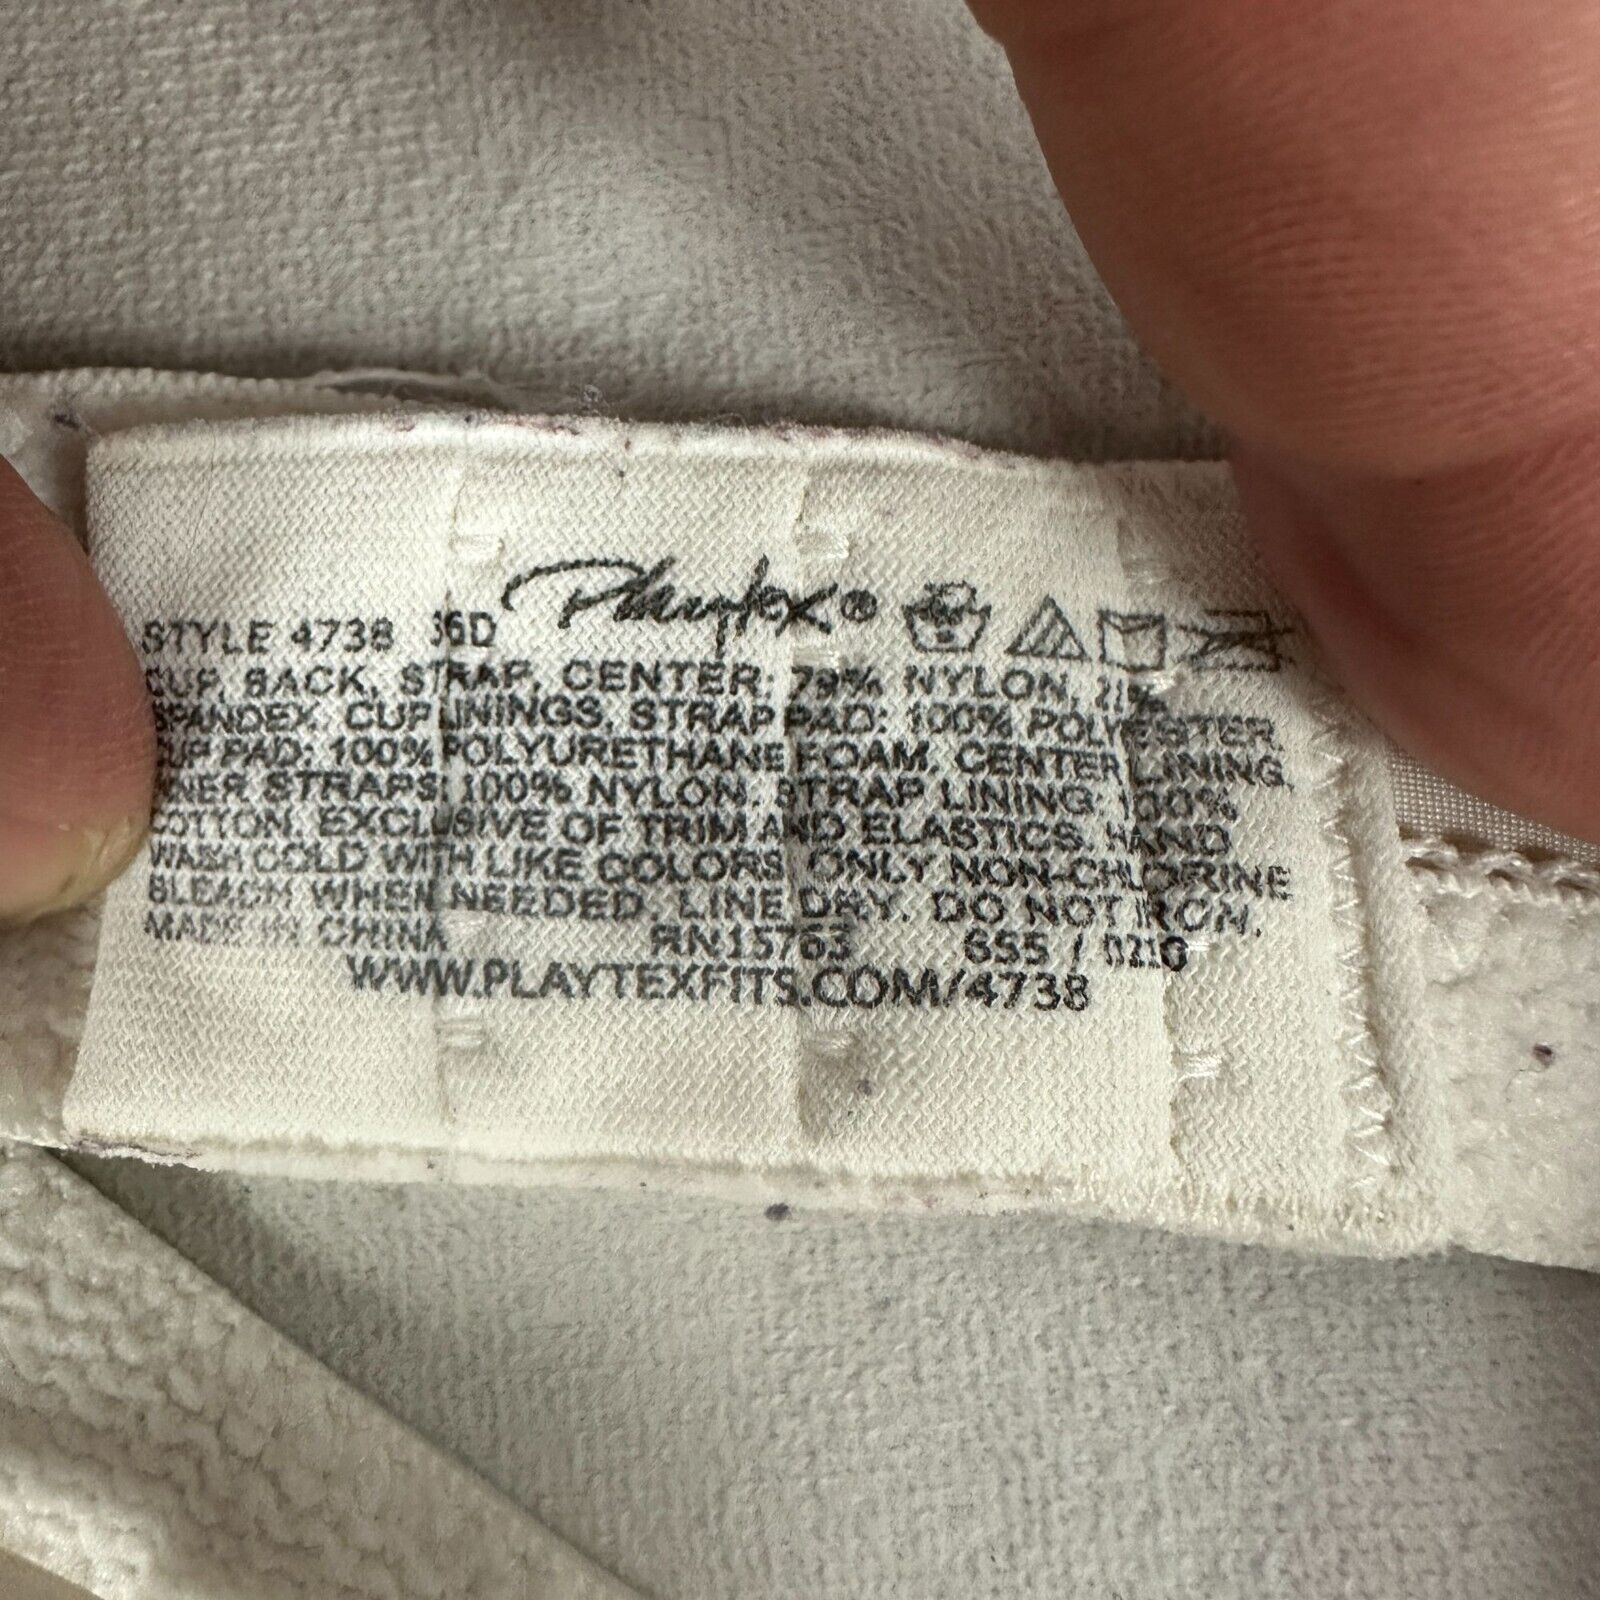 Playtex®
STYLE 4738 36D
CUP, BACK, STRAP, CENTER: 79% NYLON, 21%
SPANDEX. CUP LININGS, STRAP PAD: 100% POLYESTER.
CUP PAD: 100% POLYURETHANE FOAM. CENTER LINING,
INNER STRAPS: 100% NYLON. STRAP LINING: 100%
COTTON. EXCLUSIVE OF TRIM AND ELASTICS. HAND
WASH COLD WITH LIKE COLORS. ONLY NON-CHLORINE
BLEACH WHEN NEEDED. LINE DRY. DO NOT IRON.
MADE IN CHINA RN15763 6S5 / 0216
WWW.PLAYTEXFITS.COM/4738